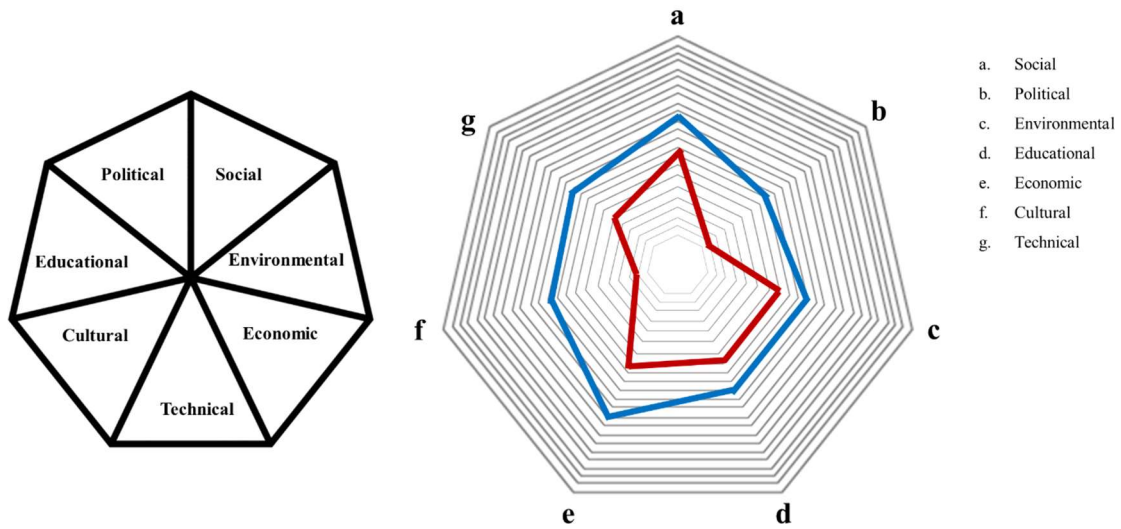 Political
Social
Educational
Environmental
Cultural
Economic
Technical
a
b
g
f
c
e
d
a. Social
b. Political
c. Environmental
d. Educational
e. Economic
f. Cultural
g. Technical